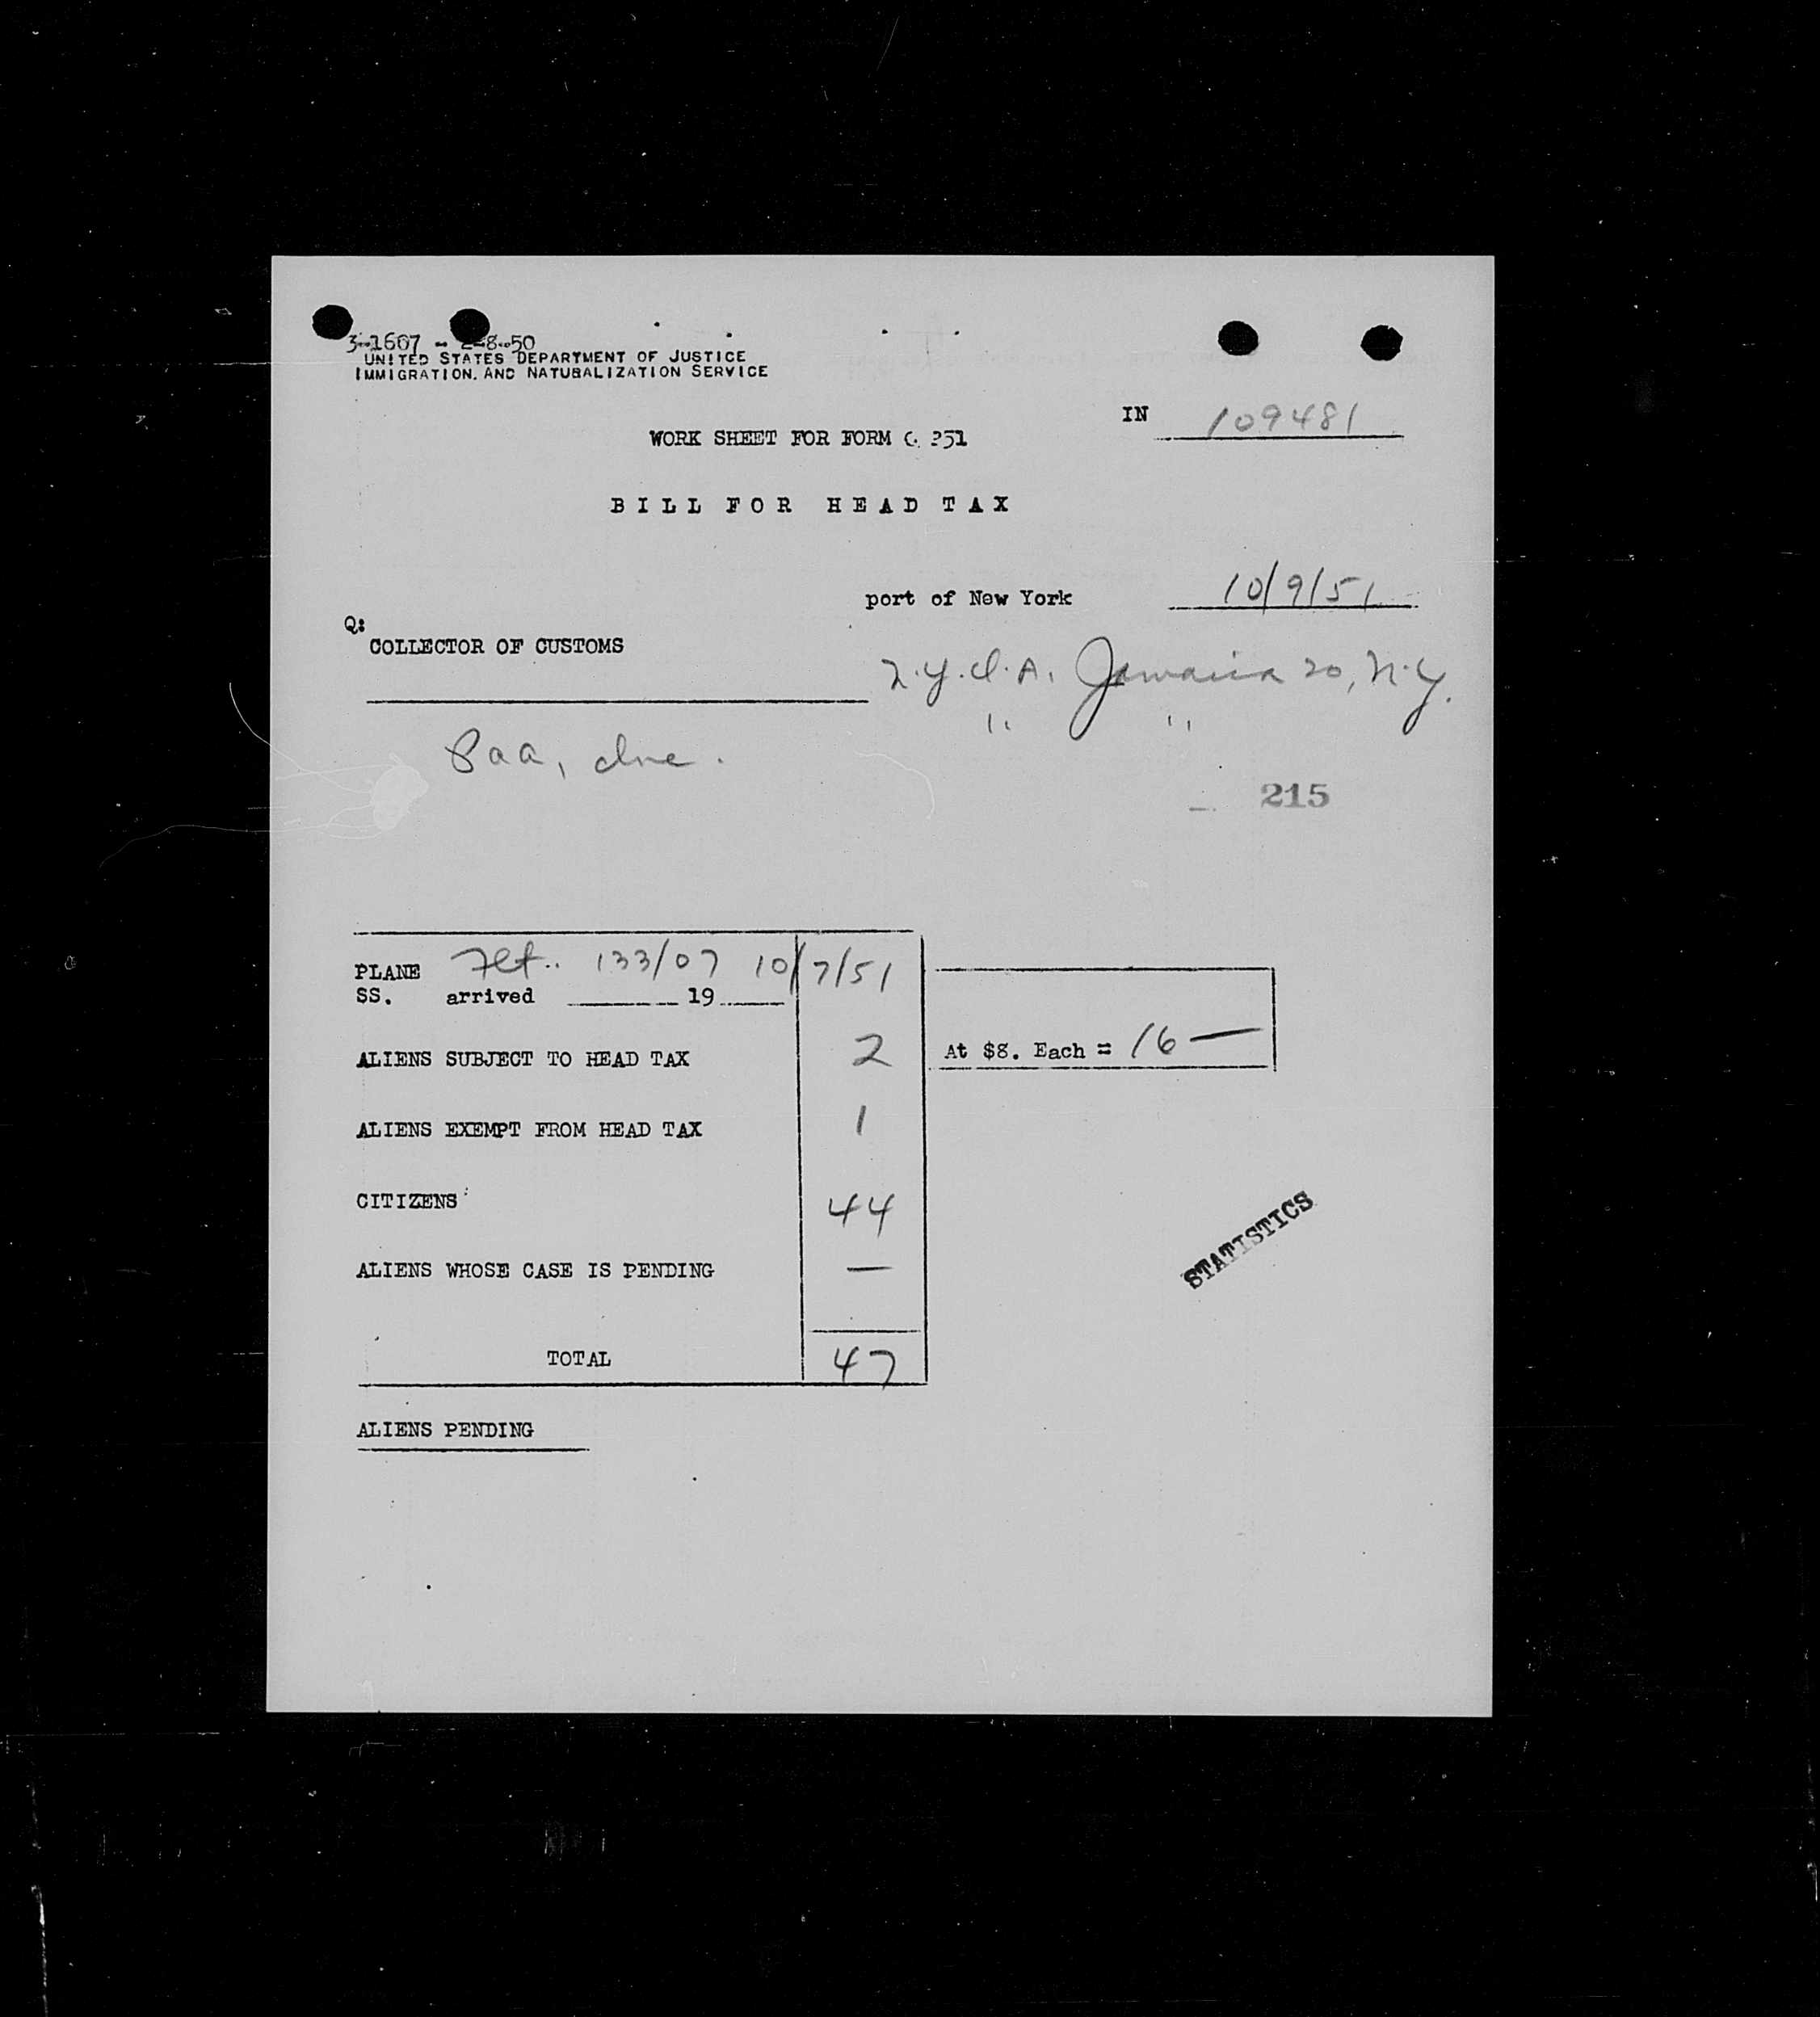 3-1607 - 2-8-50
UNITED STATES DEPARTMENT OF JUSTICE
IMMIGRATION AND NATURALIZATION SERVICE
IN 109481
WORK SHEET FOR FORM G 251
BILL FOR HEAD TAX
port of New York 10/9/51
Q:
COLLECTOR OF CUSTOMS
N.Y.I.A. Jamaica 20, N.Y.
" "
Paa, Inc.
215
PLANE Flt. 133/07 10/7/51
SS. arrived 19
ALIENS SUBJECT TO HEAD TAX 2 At $8. Each = 16 —
ALIENS EXEMPT FROM HEAD TAX 1
CITIZENS 44
STATISTICS
ALIENS WHOSE CASE IS PENDING —
TOTAL 47
ALIENS PENDING